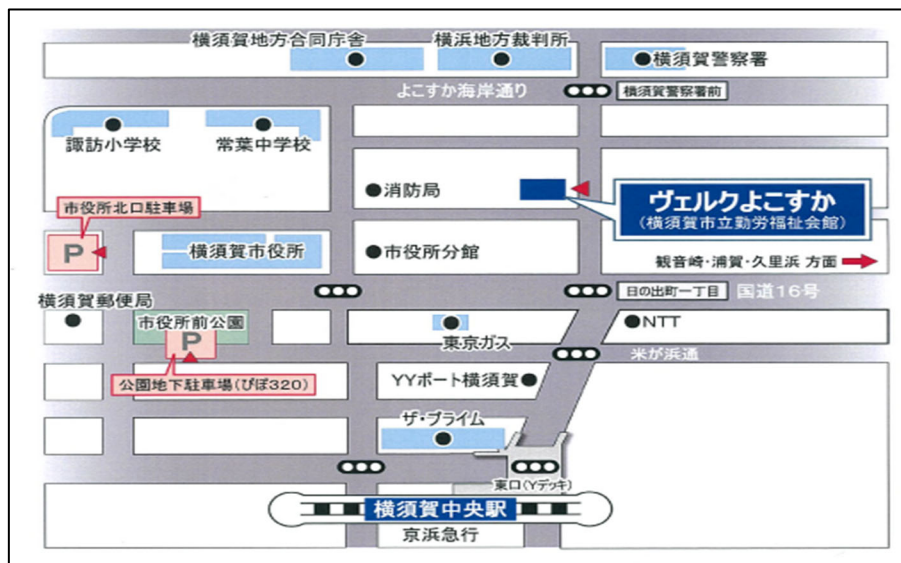 横須賀地方合同庁舎
横浜地方裁判所
横須賀警察署
よこすか海岸通り
横須賀警察署前
諏訪小学校
常葉中学校
消防局
ヴェルクよこすか
(横須賀市立勤労福祉会館)
市役所北口駐車場
P
横須賀市役所
市役所分館
観音崎・浦賀・久里浜 方面
日の出町一丁目
国道16号
横須賀郵便局
市役所前公園
P
東京ガス
NTT
米が浜通
公園地下駐車場(ぴぽ320)
YYポート横須賀
ザ・プライム
東口(Yデッキ)
横須賀中央駅
京浜急行